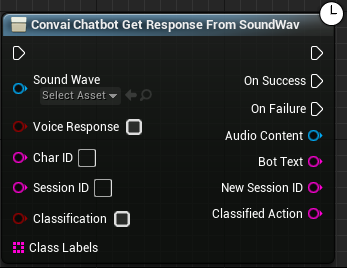 Convai Chatbot Get Response From SoundWav
Sound Wave
Select Asset
On Success
On Failure
Voice Response
Audio Content
Char ID
Bot Text
Session ID
New Session ID
Classification
Classified Action
Class Labels